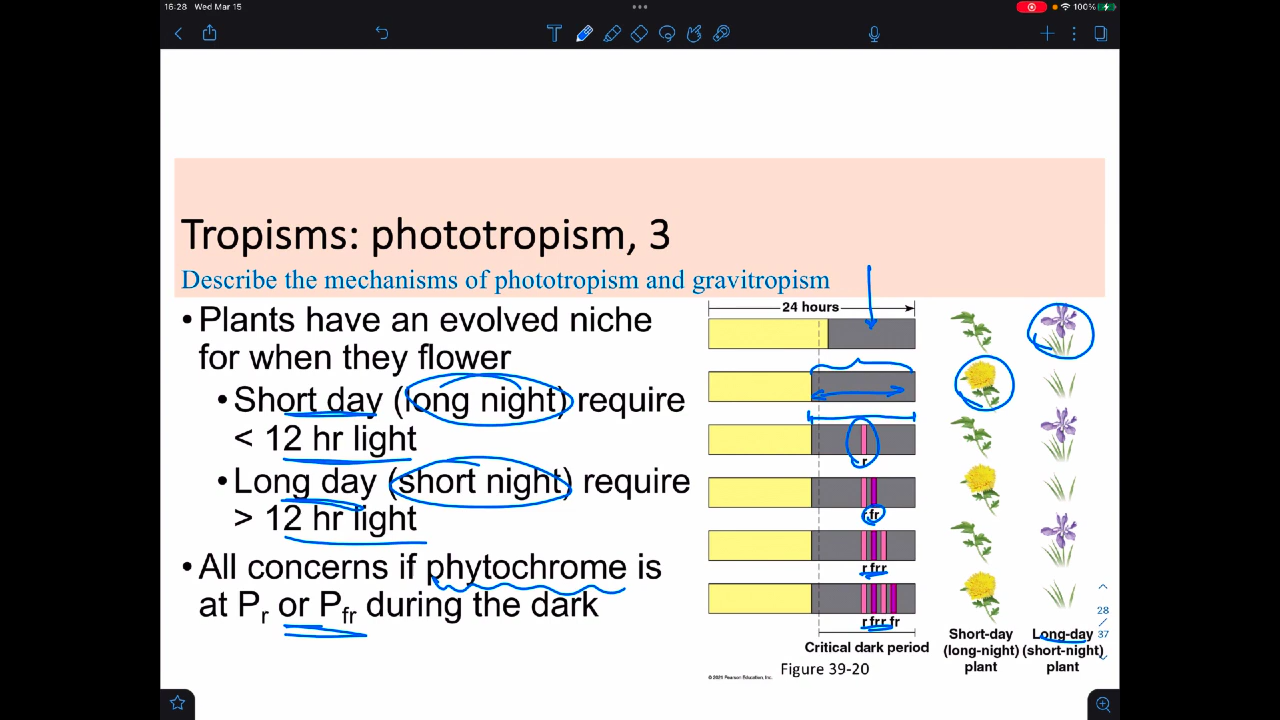 16:28 Wed Mar 15
100%
Tropisms: phototropism, 3
Describe the mechanisms of phototropism and gravitropism
• Plants have an evolved niche
for when they flower
• Short day (long night) require
< 12 hr light
• Long day (short night) require
> 12 hr light
• All concerns if phytochrome is
at Pr or Pfr during the dark
24 hours
r
r fr
r fr r
r fr r fr
Critical dark period
Short-day
(long-night)
plant
Long-day
(short-night)
plant
Figure 39-20
© 2021 Pearson Education, Inc.
28
/
37